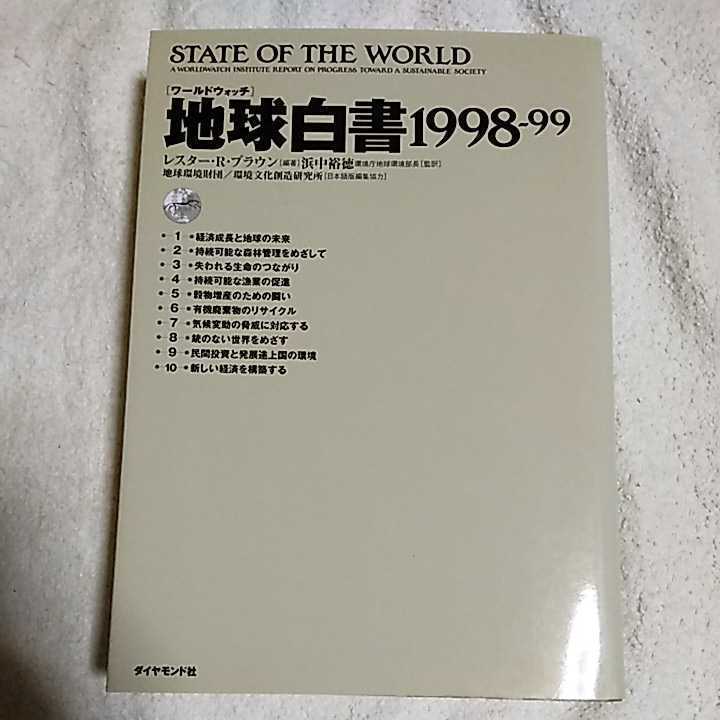 STATE OF THE WORLD
A WORLDWATCH INSTITUTE REPORT ON PROGRESS TOWARD A SUSTAINABLE SOCIETY
[ワールドウォッチ]
地球白書1998-99
レスター・R・ブラウン[編著] 浜中裕徳 環境庁地球環境部長[監訳]
地球環境財団/環境文化創造研究所[日本語版編集協力]
・1・経済成長と地球の未来
・2・持続可能な森林管理をめざして
・3・失われる生命のつながり
・4・持続可能な漁業の促進
・5・穀物増産のための闘い
・6・有機廃棄物のリサイクル
・7・気候変動の脅威に対応する
・8・銃のない世界をめざす
・9・民間投資と発展途上国の環境
・10・新しい経済を構築する
ダイヤモンド社